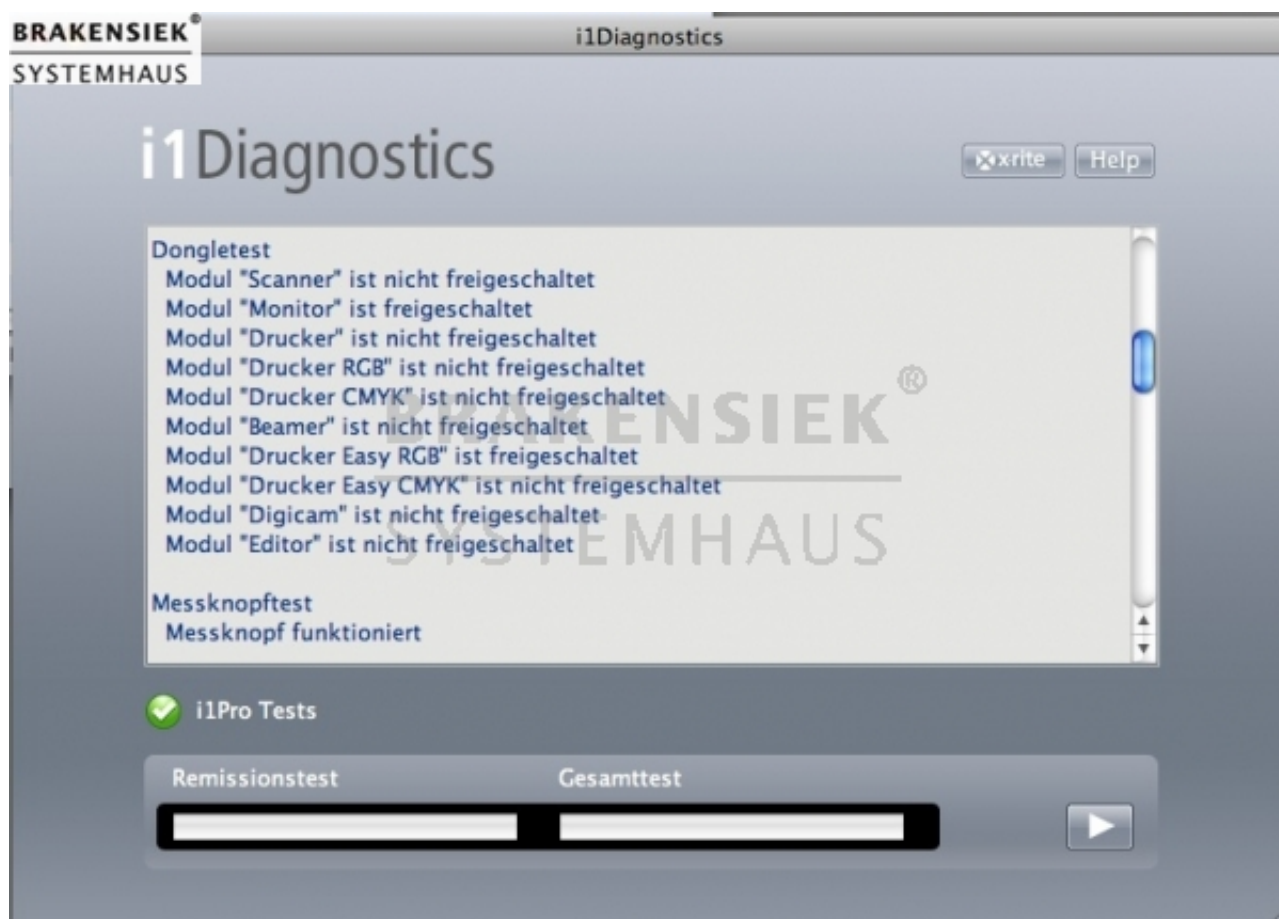 BRAKENSIEK®
SYSTEMHAUS
i1Diagnostics
i1Diagnostics
x-rite
Help
Dongletest
Modul "Scanner" ist nicht freigeschaltet
Modul "Monitor" ist freigeschaltet
Modul "Drucker" ist nicht freigeschaltet
Modul "Drucker RGB" ist nicht freigeschaltet
Modul "Drucker CMYK" ist nicht freigeschaltet
Modul "Beamer" ist nicht freigeschaltet
Modul "Drucker Easy RGB" ist freigeschaltet
Modul "Drucker Easy CMYK" ist nicht freigeschaltet
Modul "Digicam" ist nicht freigeschaltet
Modul "Editor" ist nicht freigeschaltet
BRAKENSIEK®
SYSTEMHAUS
Messknopftest
Messknopf funktioniert
i1Pro Tests
Remissionstest
Gesamttest